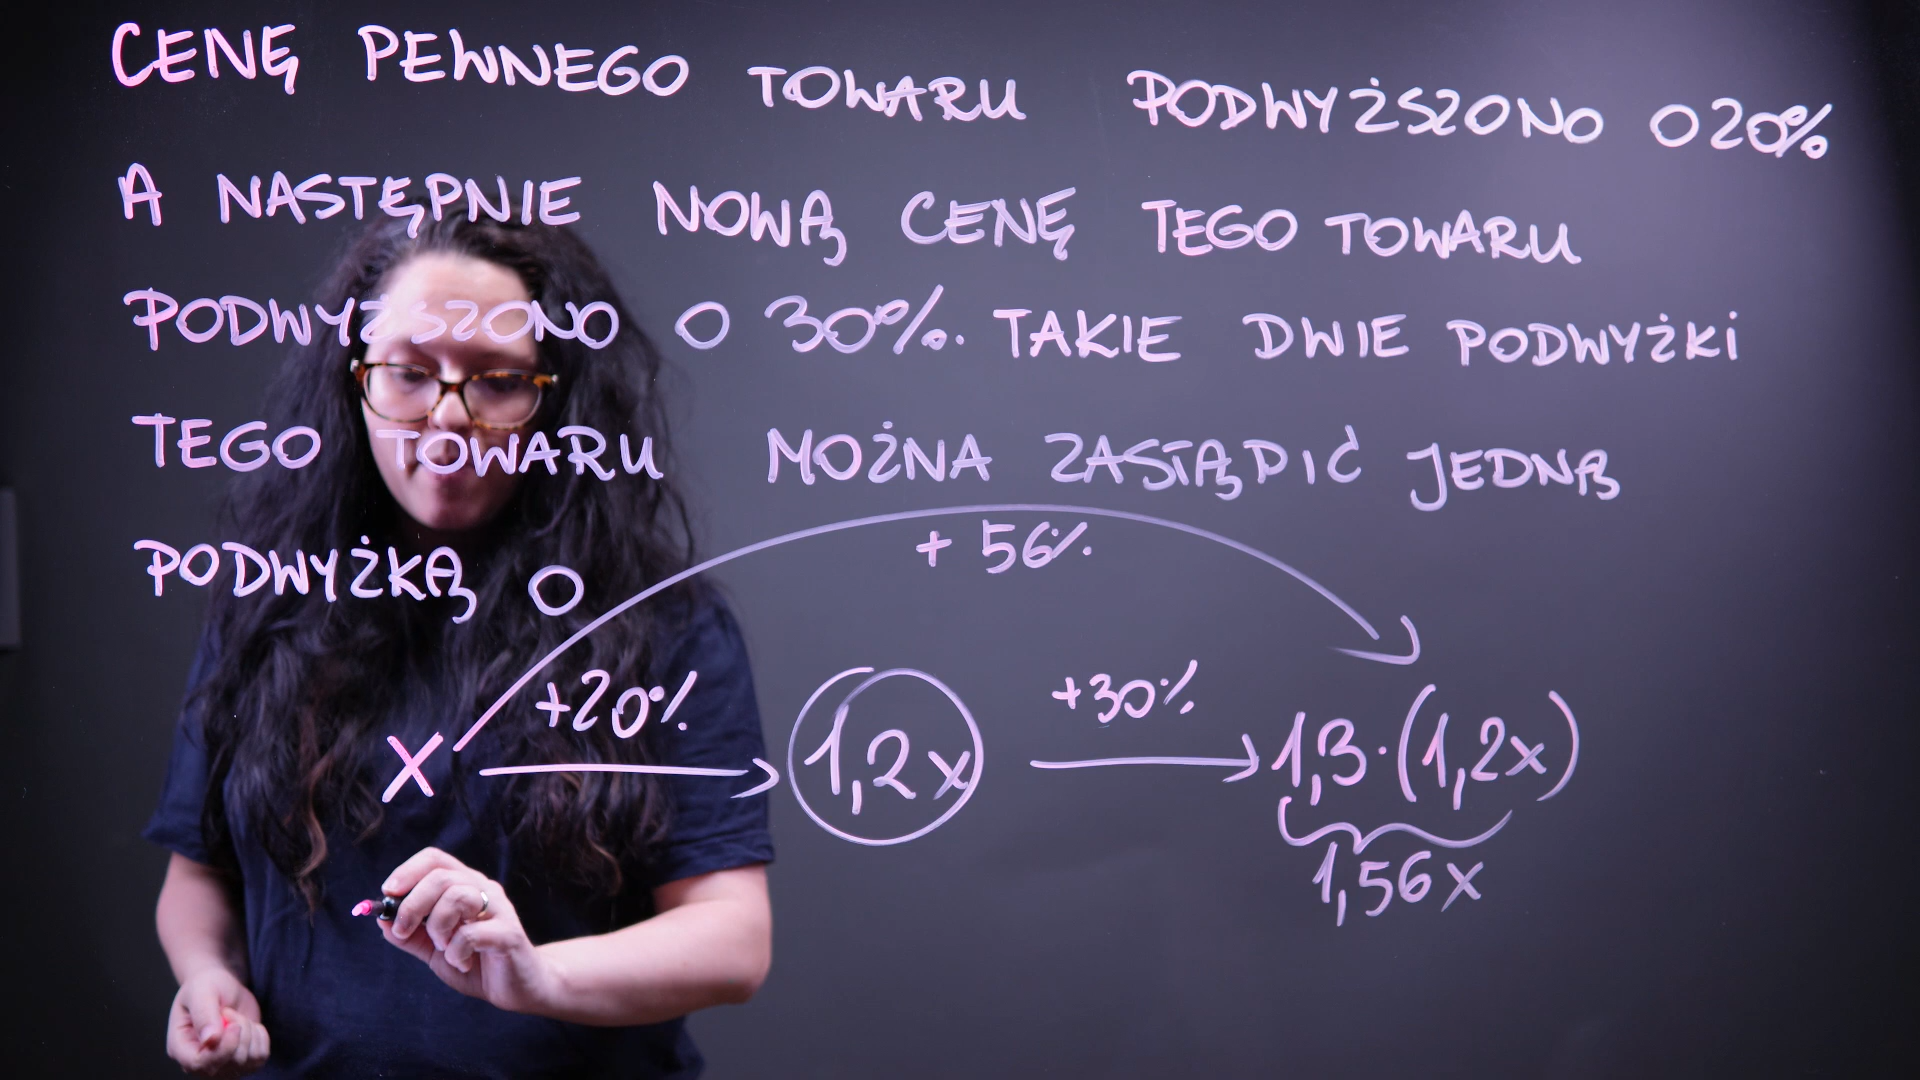 CENĘ PEWNEGO TOWARU PODWYŻSZONO O 20%
A NASTĘPNIE NOWĄ CENĘ TEGO TOWARU
PODWYŻSZONO O 30%. TAKIE DWIE PODWYŻKI
TEGO TOWARU MOŻNA ZASTĄPIĆ JEDNĄ
PODWYŻKĄ O
+ 56%
+20% +30%
X 1,2x 1,3·(1,2x)
1,56x